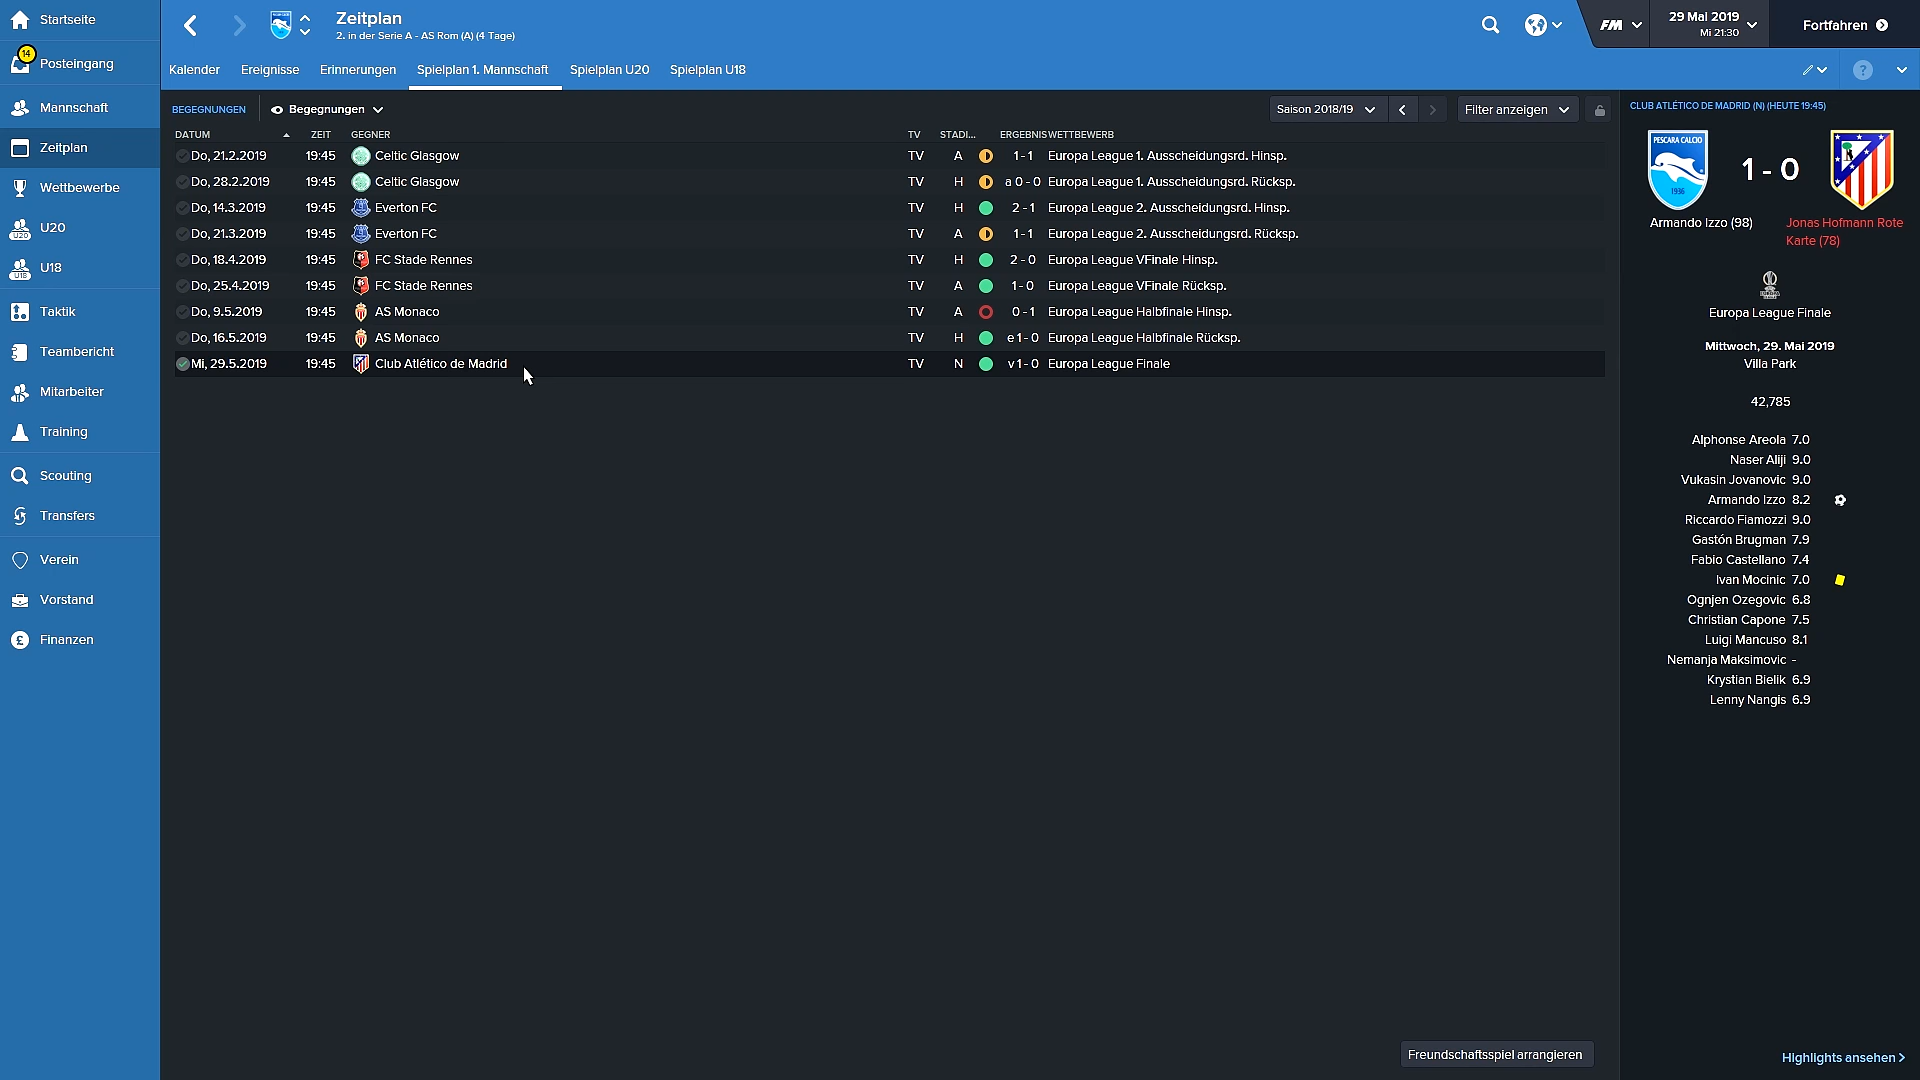 Startseite
14
Posteingang
Mannschaft
Zeitplan
Wettbewerbe
U20
U18
Taktik
Teambericht
Mitarbeiter
Training
Scouting
Transfers
Verein
Vorstand
Finanzen
Zeitplan
2. in der Serie A - AS Rom (A) (4 Tage)
FM
29 Mai 2019
Mi 21:30
Fortfahren
Kalender Ereignisse Erinnerungen Spielplan 1. Mannschaft Spielplan U20 Spielplan U18
?
BEGEGNUNGEN Begegnungen Saison 2018/19 Filter anzeigen
DATUM ZEIT GEGNER TV STADI... ERGEBNIS WETTBEWERB
Do, 21.2.2019 19:45 Celtic Glasgow TV A 1 - 1 Europa League 1. Ausscheidungsrd. Hinsp.
Do, 28.2.2019 19:45 Celtic Glasgow TV H a 0 - 0 Europa League 1. Ausscheidungsrd. Rücksp.
Do, 14.3.2019 19:45 Everton FC TV H 2 - 1 Europa League 2. Ausscheidungsrd. Hinsp.
Do, 21.3.2019 19:45 Everton FC TV A 1 - 1 Europa League 2. Ausscheidungsrd. Rücksp.
Do, 18.4.2019 19:45 FC Stade Rennes TV H 2 - 0 Europa League VFinale Hinsp.
Do, 25.4.2019 19:45 FC Stade Rennes TV A 1 - 0 Europa League VFinale Rücksp.
Do, 9.5.2019 19:45 AS Monaco TV A 0 - 1 Europa League Halbfinale Hinsp.
Do, 16.5.2019 19:45 AS Monaco TV H e 1 - 0 Europa League Halbfinale Rücksp.
Mi, 29.5.2019 19:45 Club Atlético de Madrid TV N v 1 - 0 Europa League Finale
Freundschaftsspiel arrangieren
CLUB ATLÉTICO DE MADRID (N) (HEUTE 19:45)
PESCARA CALCIO
1936
1 - 0
Armando Izzo (98)
Jonas Hofmann Rote
Karte (78)
Europa League Finale
Mittwoch, 29. Mai 2019
Villa Park
42,785
Alphonse Areola 7.0
Naser Aliji 9.0
Vukasin Jovanovic 9.0
Armando Izzo 8.2
Riccardo Fiamozzi 9.0
Gastón Brugman 7.9
Fabio Castellano 7.4
Ivan Mocinic 7.0
Ognjen Ozegovic 6.8
Christian Capone 7.5
Luigi Mancuso 8.1
Nemanja Maksimovic -
Krystian Bielik 6.9
Lenny Nangis 6.9
Highlights ansehen >